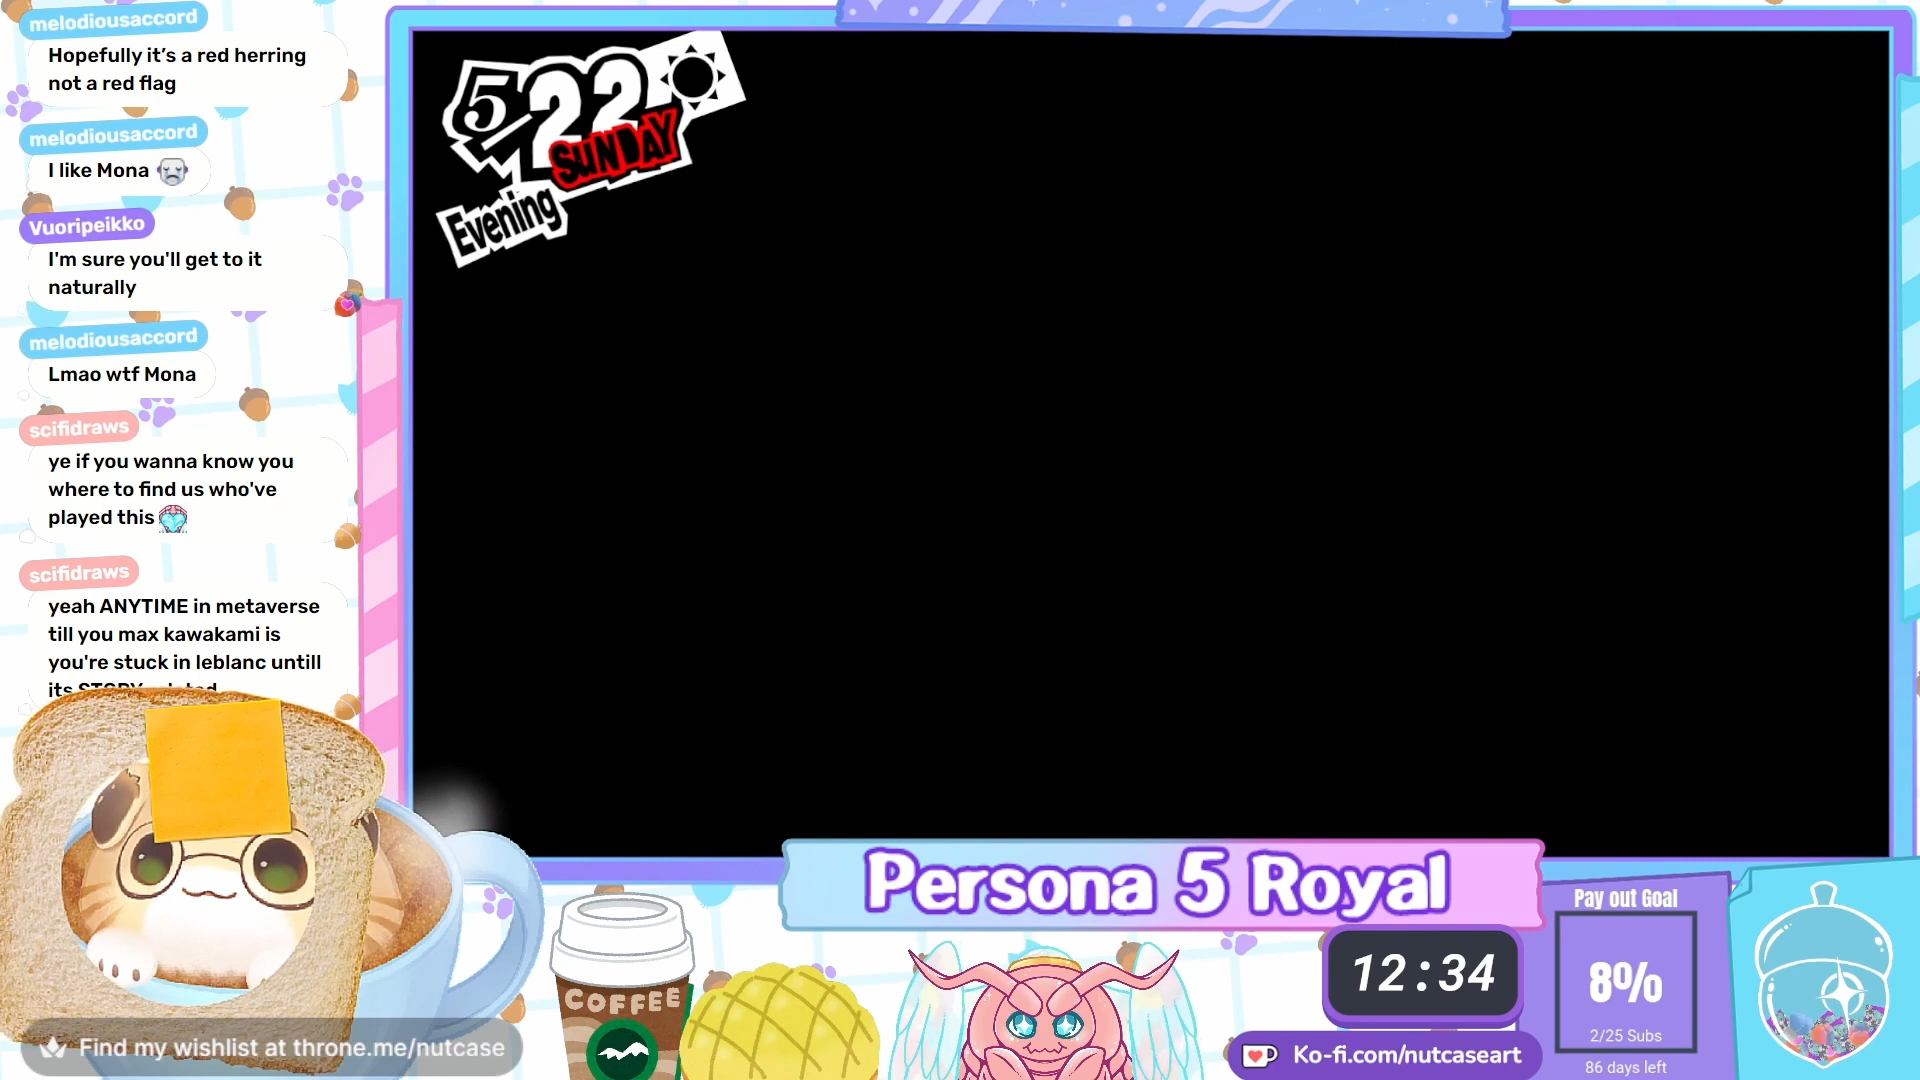 melodiousaccord
Hopefully it's a red herring
not a red flag
melodiousaccord
I like Mona
Vuoripeikko
I'm sure you'll get to it
naturally
melodiousaccord
Lmao wtf Mona
scifidraws
ye if you wanna know you
where to find us who've
played this
scifidraws
yeah ANYTIME in metaverse
till you max kawakami is
you're stuck in leblanc untill
its STORY
5/22
SUNDAY
Evening
Persona 5 Royal
12:34
Pay out Goal
8%
2/25 Subs
86 days left
COFFEE
Find my wishlist at throne.me/nutcase
Ko-fi.com/nutcaseart